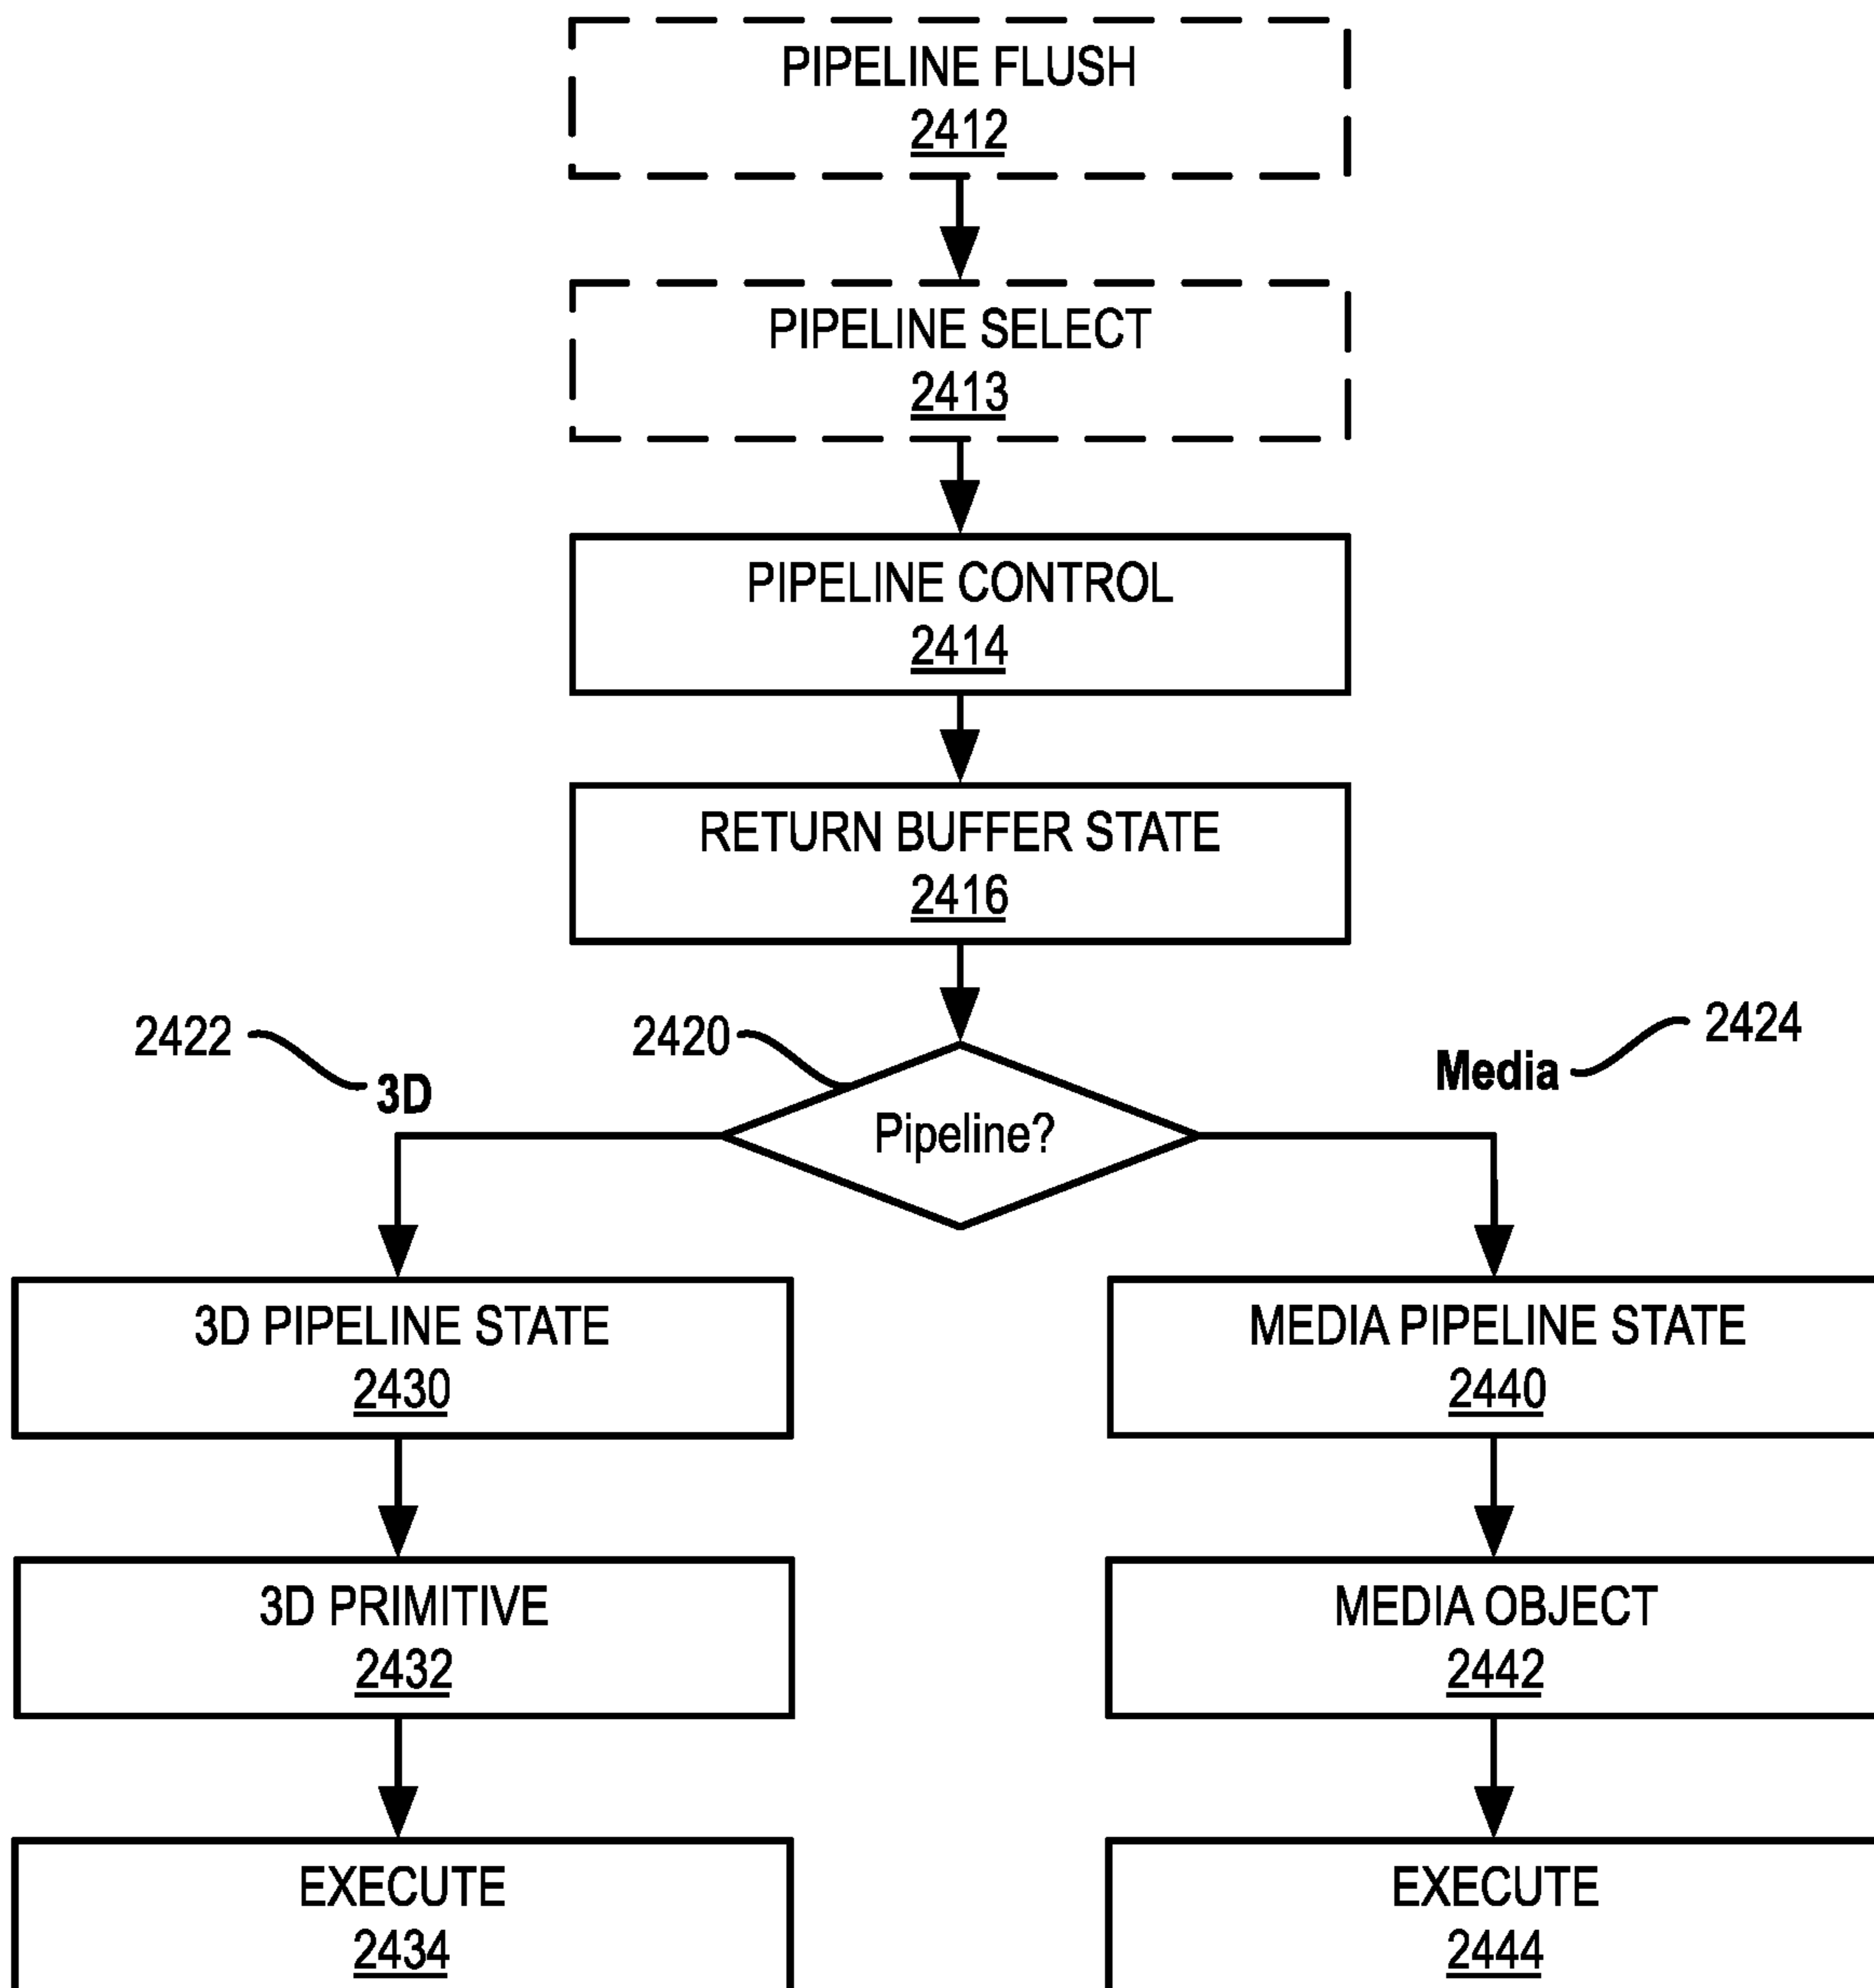 PIPELINE FLUSH
2412
PIPELINE SELECT
2413
PIPELINE CONTROL
2414
RETURN BUFFER STATE
2416
2422
2420
2424
3D
Media
Pipeline?
3D PIPELINE STATE
2430
MEDIA PIPELINE STATE
2440
3D PRIMITIVE
2432
MEDIA OBJECT
2442
EXECUTE
2434
EXECUTE
2444